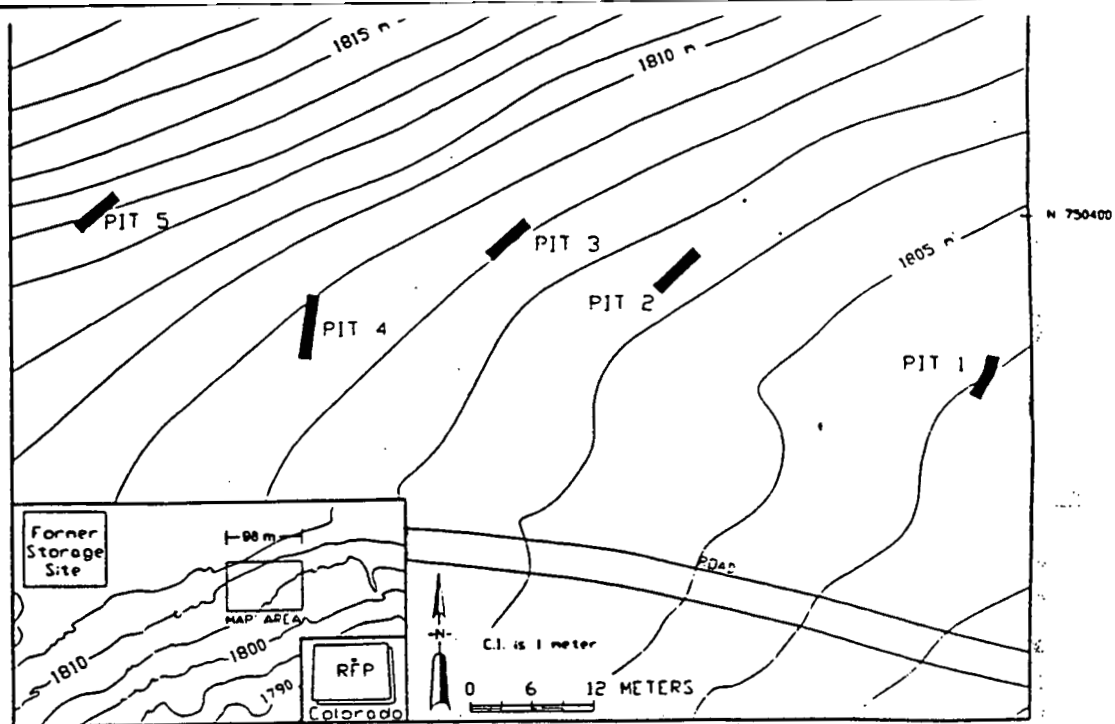 1815 m
1810 m
N 750400
PIT 5
PIT 3
1805 m
PIT 2
PIT 4
PIT 1
Former
Storage
Site
98 m
MAP AREA
1810
1800
1790
RFP
Colorado
ROAD
N
C.I. is 1 meter
0 6 12 METERS